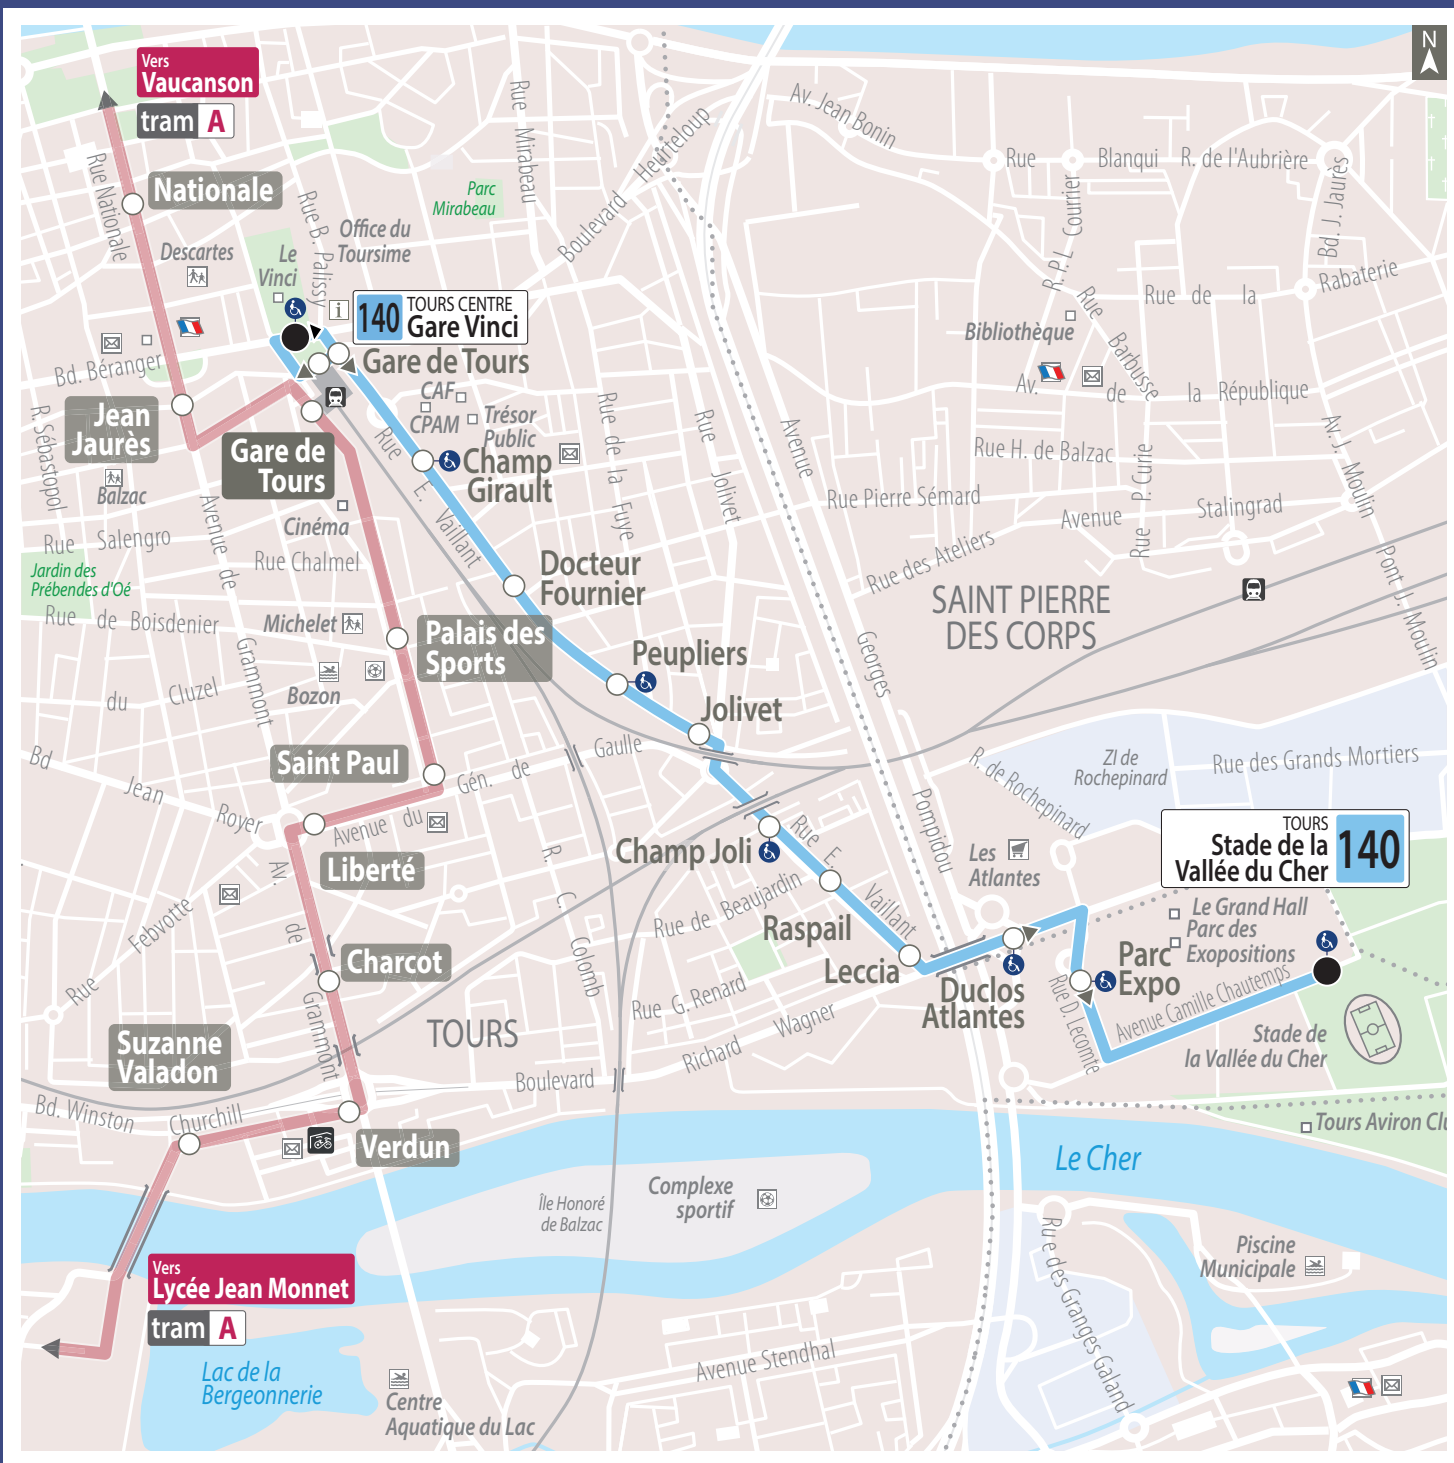 N
Vers
Vaucanson
tram A
Nationale
Rue Nationale
Descartes
Le
Vinci
Rue B. Palissy
Office du
Toursime
Parc
Mirabeau
Rue Mirabeau
Boulevard Heurteloup
Av. Jean Bonin
Rue Blanqui
R. de l'Aubrière
Bd. J. Jaurès
R. P.L Courrier
Rue de la Rabaterie
Rue Barbusse
Bibliothèque
Av. de la République
Rue H. de Balzac
Rue P. Curie
Rue Pierre Sémard
Avenue Stalingrad
Av. J. Moulin
Pont J. Moulin
Rue des Ateliers
SAINT PIERRE
DES CORPS
i
140 TOURS CENTRE
Gare Vinci
Gare de Tours
Bd. Béranger
Jean
Jaurès
R. Sébastopol
Balzac
Gare de
Tours
CAF
CPAM
Trésor
Public
Champ
Girault
Rue E. Vaillant
Rue de la Fuye
Rue Jolivet
Avenue Georges Pompidou
Cinéma
Rue Salengro
Rue Chalmel
Avenue de Grammont
Jardin des
Prébendes d'Oé
Rue de Boisdenier
Michelet
Docteur
Fournier
Palais des
Sports
Bozon
du Cluzel
Peupliers
Jolivet
Saint Paul
Bd Jean Royer
Avenue du Gén. de Gaulle
Liberté
R. C. Colomb
Champ Joli
Rue E. Vaillant
Raspail
Rue de Beaujardin
Leccia
R. de Rochepinard
ZI de
Rochepinard
Rue des Grands Mortiers
TOURS
Stade de la
Vallée du Cher 140
Les
Atlantes
Le Grand Hall
Parc des
Exopositions
Parc
Expo
Duclos
Atlantes
Rue D. Lecomte
Avenue Camille Chautemps
Stade de
la Vallée du Cher
Rue Febvotte
Av. de Grammont
Charcot
TOURS
Rue G. Renard
Boulevard Richard Wagner
Suzanne
Valadon
Bd. Winston Churchill
Verdun
Tours Aviron Clu
Le Cher
Île Honoré
de Balzac
Complexe
sportif
Rue des Granges Galand
Piscine
Municipale
Vers
Lycée Jean Monnet
tram A
Lac de la
Bergeonnerie
Centre
Aquatique du Lac
Avenue Stendhal